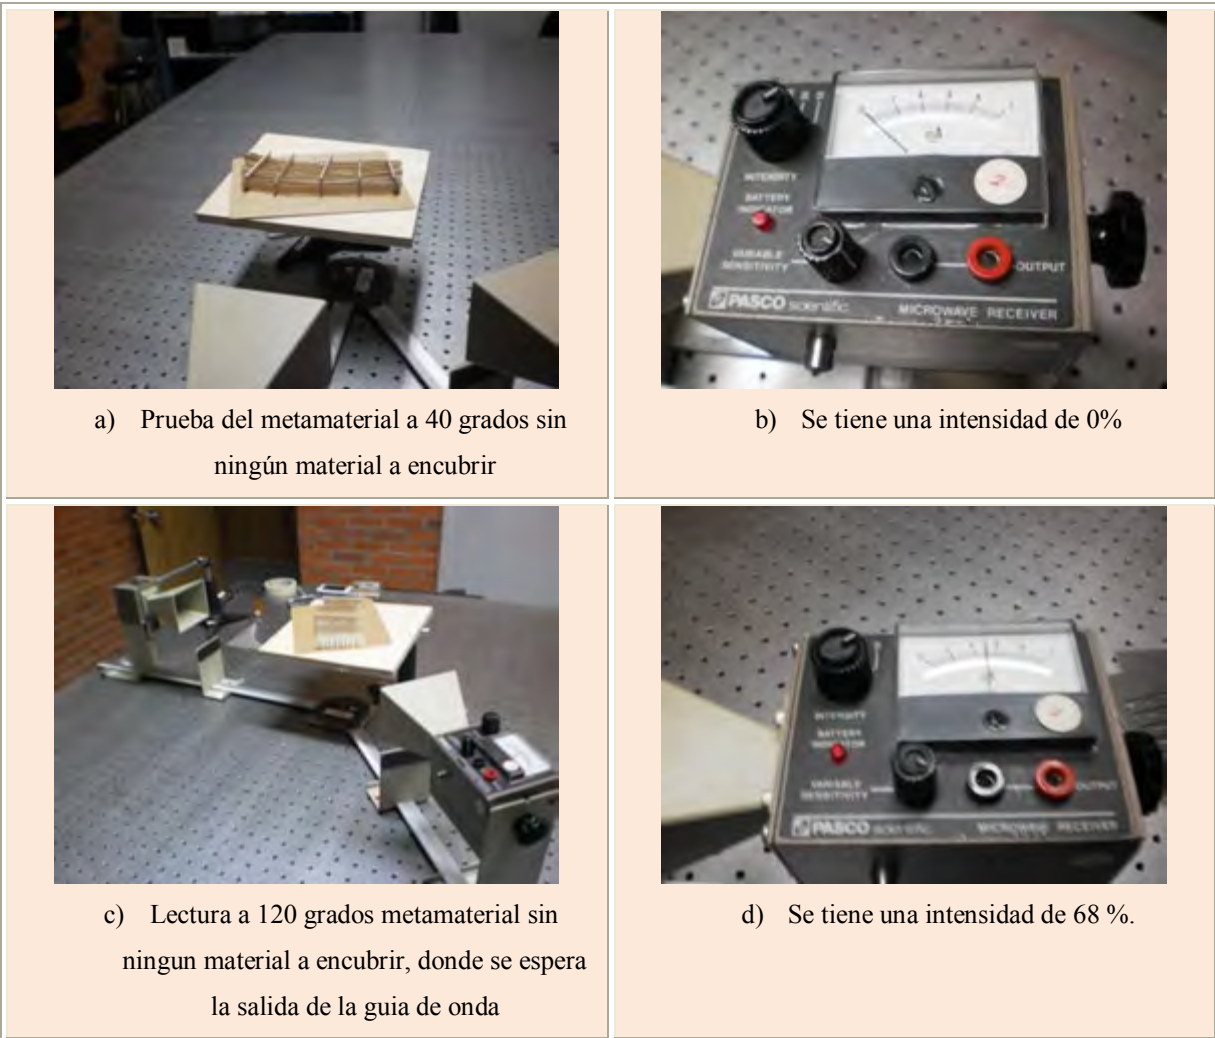 INTENSITY
BATTERY
INDICATOR
VARIABLE
SENSITIVITY
OUTPUT
PASCO scientific
MICROWAVE RECEIVER
a) Prueba del metamaterial a 40 grados sin
ningún material a encubrir
b) Se tiene una intensidad de 0%
INTENSITY
BATTERY
INDICATOR
VARIABLE
SENSITIVITY
OUTPUT
PASCO scientific
MICROWAVE RECEIVER
c) Lectura a 120 grados metamaterial sin
ningun material a encubrir, donde se espera
la salida de la guia de onda
d) Se tiene una intensidad de 68 %.